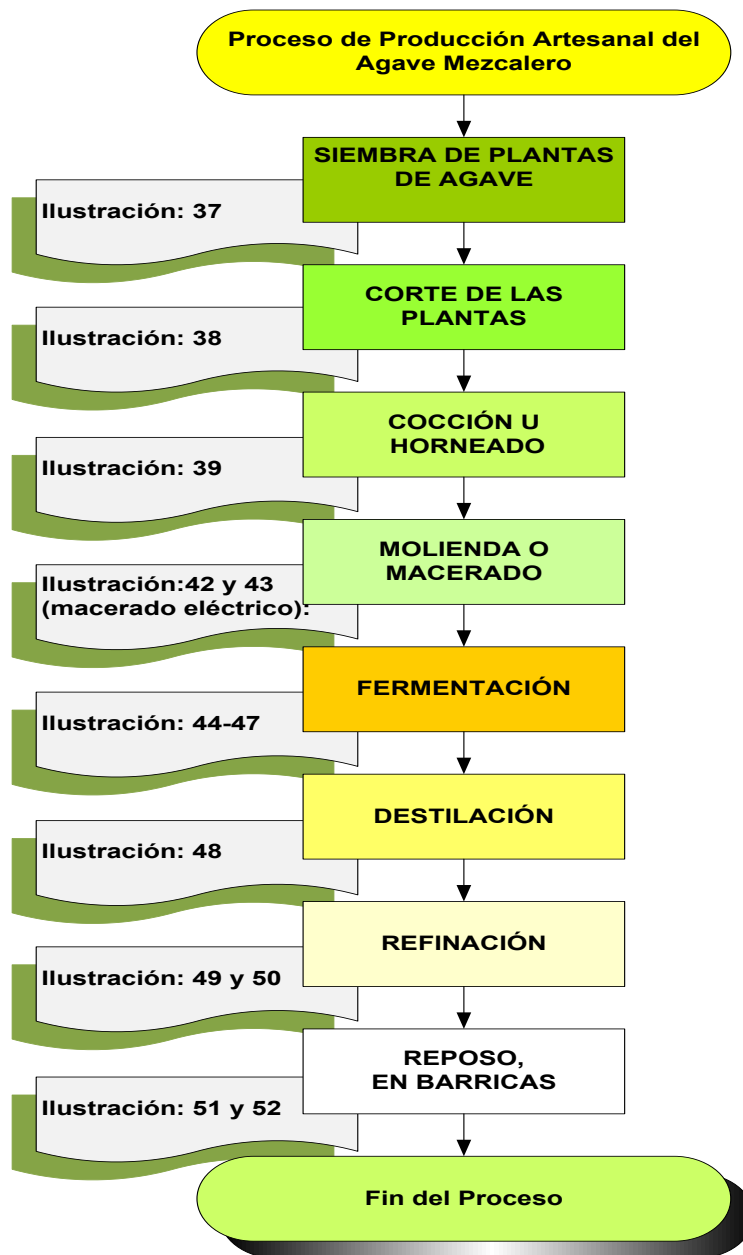 Proceso de Producción Artesanal del
Agave Mezcalero
SIEMBRA DE PLANTAS
DE AGAVE
Ilustración: 37
CORTE DE LAS
PLANTAS
Ilustración: 38
COCCIÓN U
HORNEADO
Ilustración: 39
MOLIENDA O
MACERADO
Ilustración:42 y 43
(macerado eléctrico):
FERMENTACIÓN
Ilustración: 44-47
DESTILACIÓN
Ilustración: 48
REFINACIÓN
Ilustración: 49 y 50
REPOSO,
EN BARRICAS
Ilustración: 51 y 52
Fin del Proceso